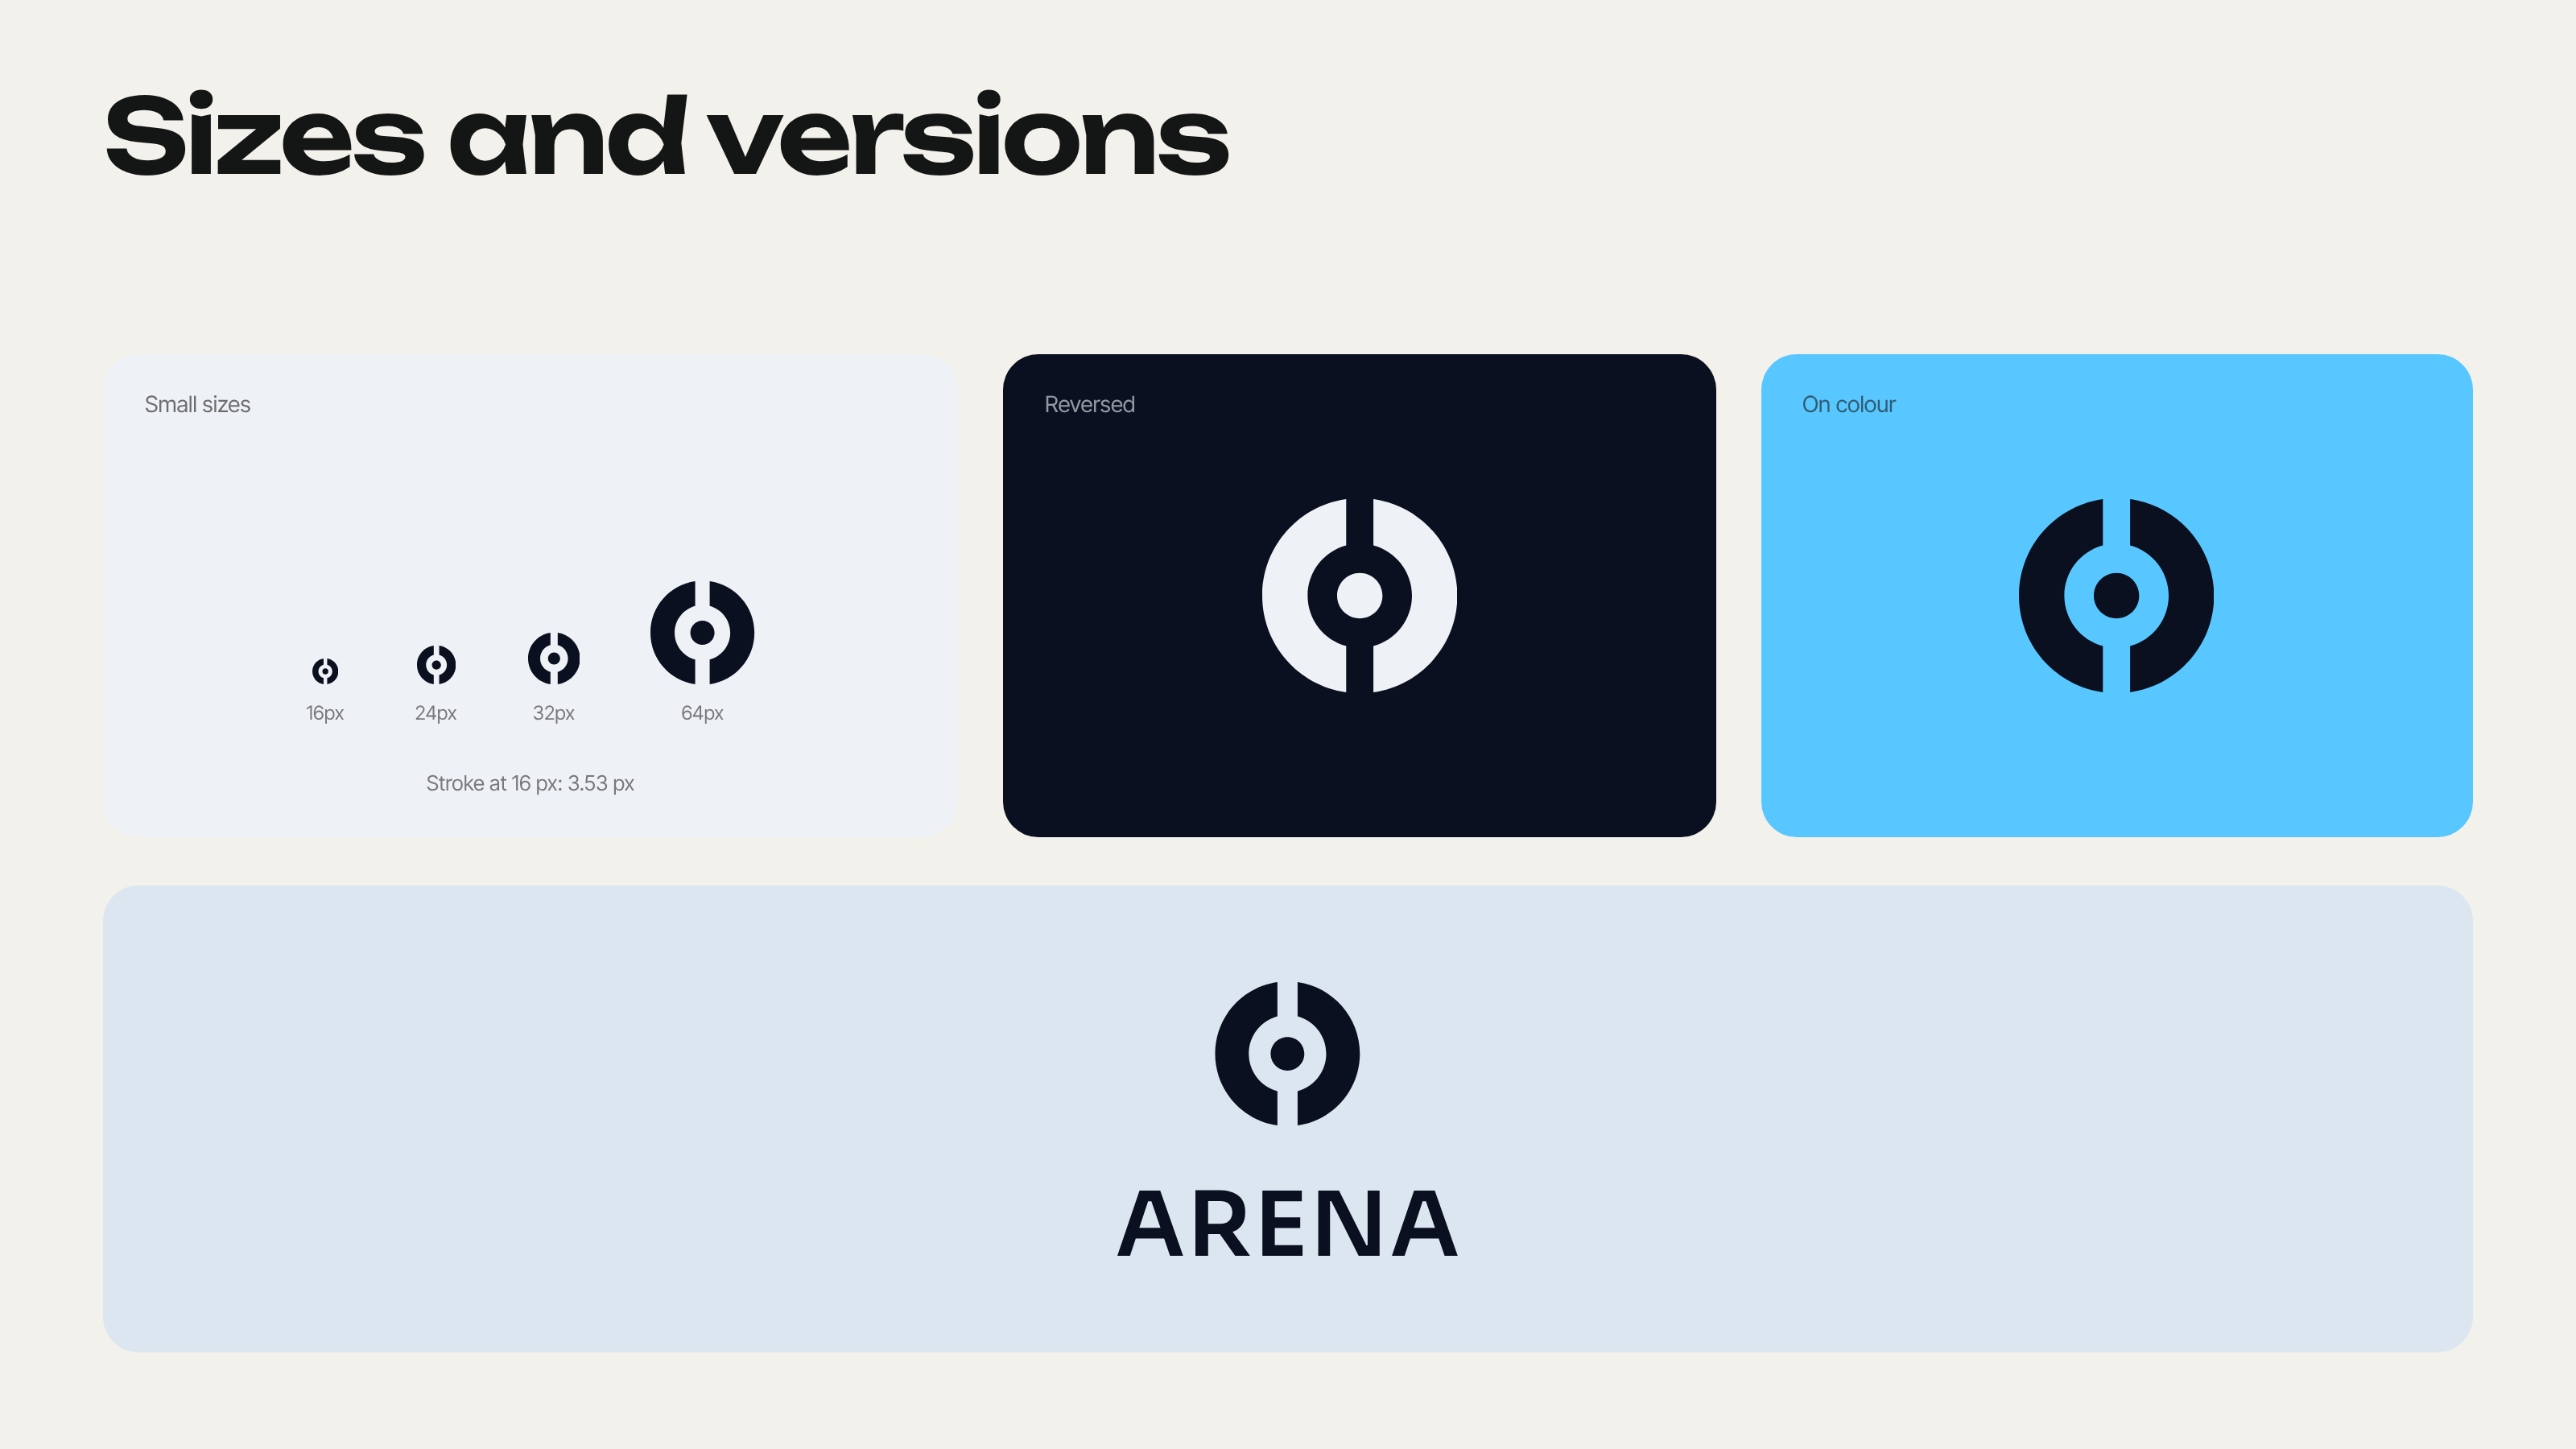 Sizes and versions
Small sizes
16px
24px
32px
64px
Stroke at 16 px: 3.53 px
Reversed
On colour
ARENA